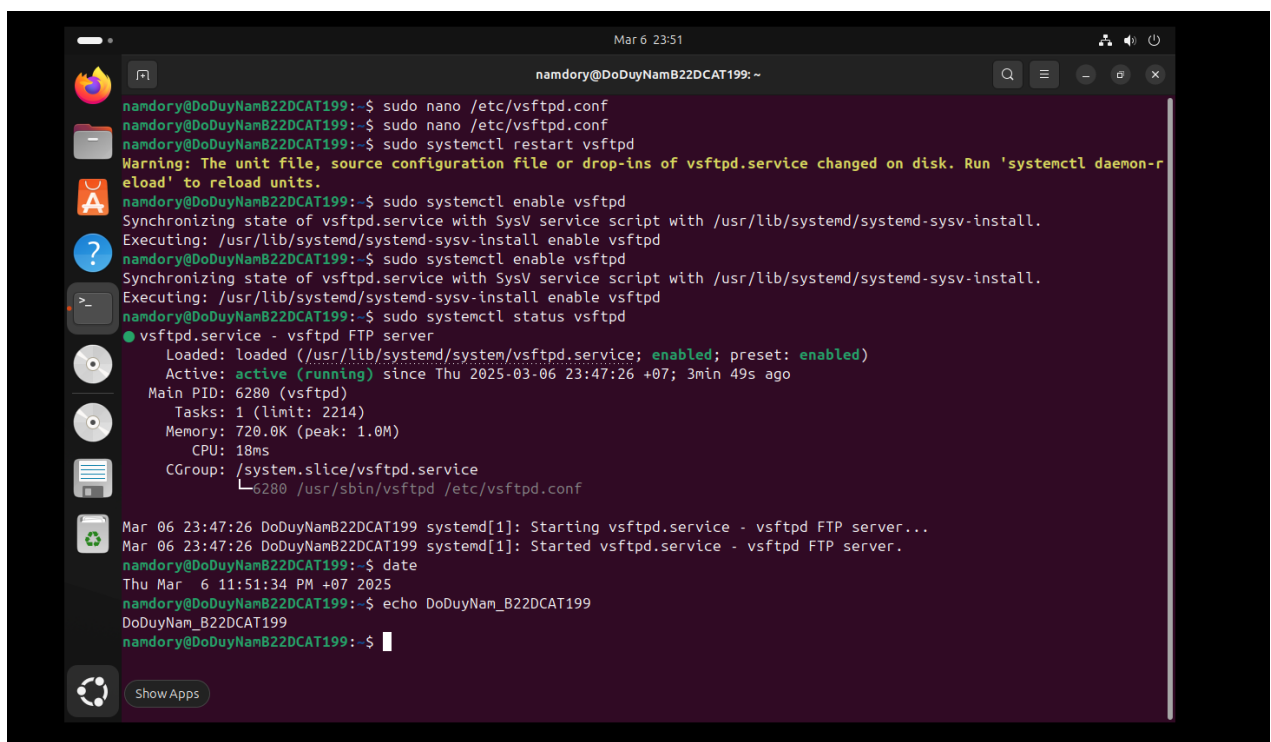 Mar 6 23:51
namdory@DoDuyNamB22DCAT199: ~
namdory@DoDuyNamB22DCAT199:~$ sudo nano /etc/vsftpd.conf
namdory@DoDuyNamB22DCAT199:~$ sudo nano /etc/vsftpd.conf
namdory@DoDuyNamB22DCAT199:~$ sudo systemctl restart vsftpd
Warning: The unit file, source configuration file or drop-ins of vsftpd.service changed on disk. Run 'systemctl daemon-r
eload' to reload units.
namdory@DoDuyNamB22DCAT199:~$ sudo systemctl enable vsftpd
Synchronizing state of vsftpd.service with SysV service script with /usr/lib/systemd/systemd-sysv-install.
Executing: /usr/lib/systemd/systemd-sysv-install enable vsftpd
namdory@DoDuyNamB22DCAT199:~$ sudo systemctl enable vsftpd
Synchronizing state of vsftpd.service with SysV service script with /usr/lib/systemd/systemd-sysv-install.
Executing: /usr/lib/systemd/systemd-sysv-install enable vsftpd
namdory@DoDuyNamB22DCAT199:~$ sudo systemctl status vsftpd
● vsftpd.service - vsftpd FTP server
Loaded: loaded (/usr/lib/systemd/system/vsftpd.service; enabled; preset: enabled)
Active: active (running) since Thu 2025-03-06 23:47:26 +07; 3min 49s ago
Main PID: 6280 (vsftpd)
Tasks: 1 (limit: 2214)
Memory: 720.0K (peak: 1.0M)
CPU: 18ms
CGroup: /system.slice/vsftpd.service
└─6280 /usr/sbin/vsftpd /etc/vsftpd.conf
Mar 06 23:47:26 DoDuyNamB22DCAT199 systemd[1]: Starting vsftpd.service - vsftpd FTP server...
Mar 06 23:47:26 DoDuyNamB22DCAT199 systemd[1]: Started vsftpd.service - vsftpd FTP server.
namdory@DoDuyNamB22DCAT199:~$ date
Thu Mar  6 11:51:34 PM +07 2025
namdory@DoDuyNamB22DCAT199:~$ echo DoDuyNam_B22DCAT199
DoDuyNam_B22DCAT199
namdory@DoDuyNamB22DCAT199:~$
Show Apps